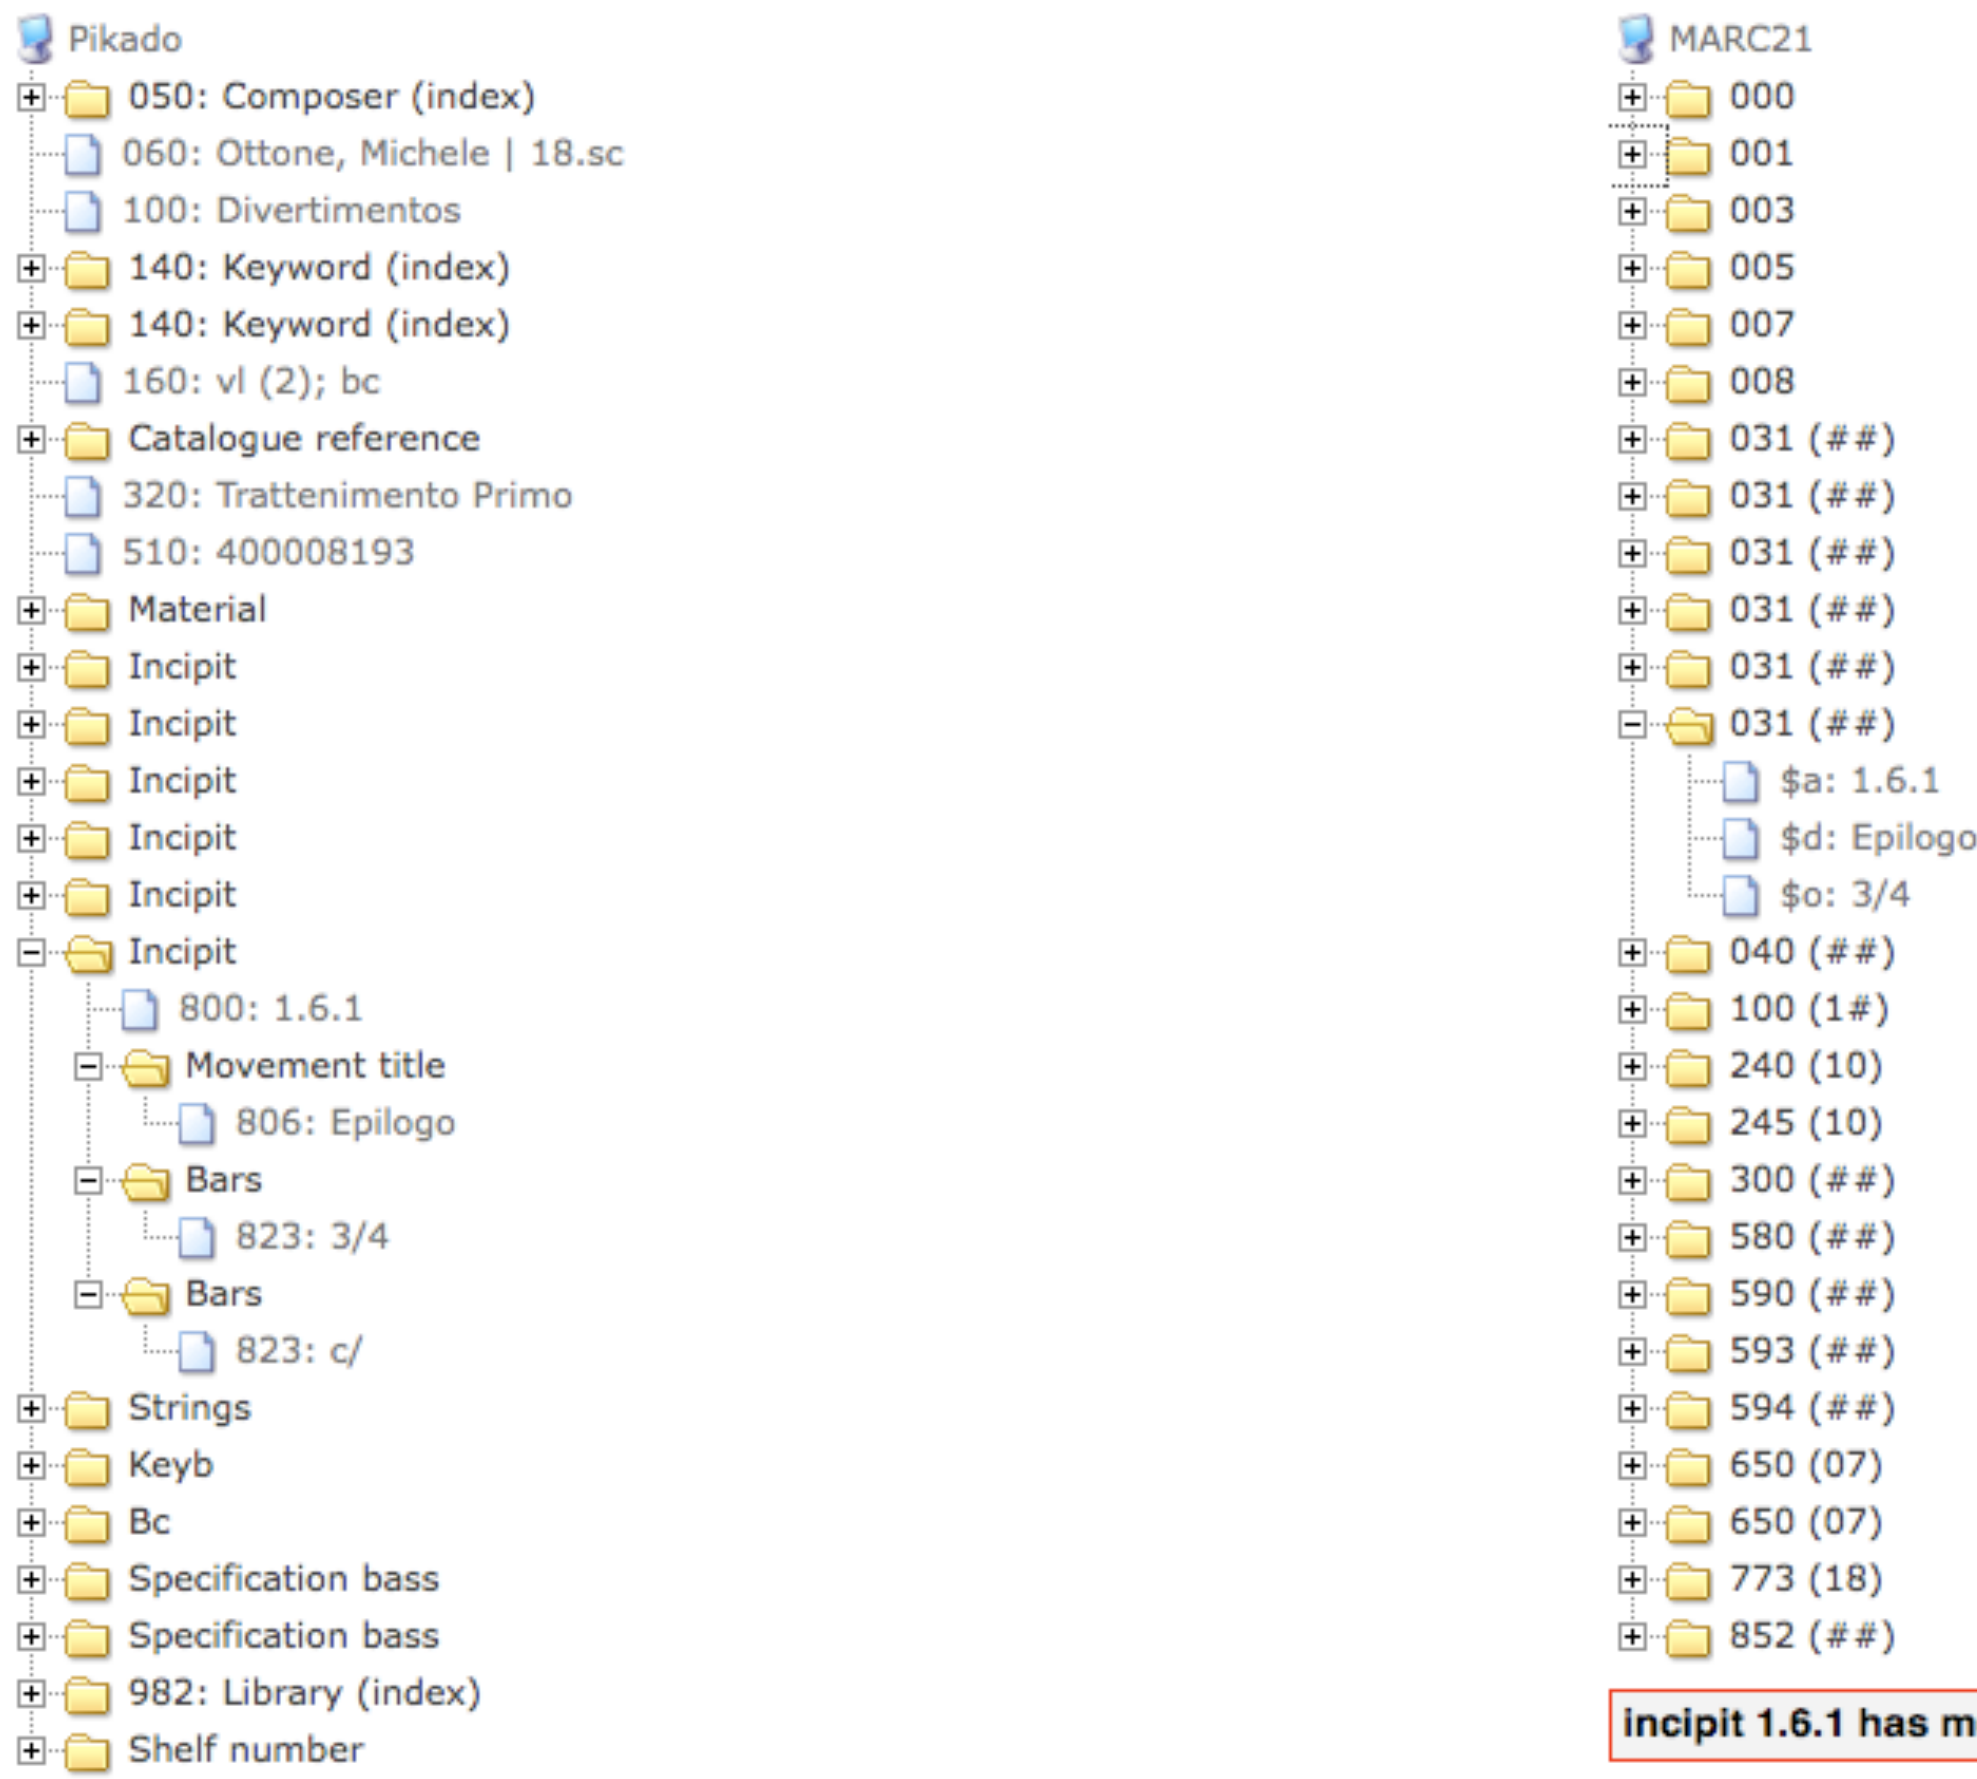 Pikado
050: Composer (index)
060: Ottone, Michele | 18.sc
100: Divertimentos
140: Keyword (index)
140: Keyword (index)
160: vl (2); bc
Catalogue reference
320: Trattenimento Primo
510: 400008193
Material
Incipit
Incipit
Incipit
Incipit
Incipit
Incipit
800: 1.6.1
Movement title
806: Epilogo
Bars
823: 3/4
Bars
823: c/
Strings
Keyb
Bc
Specification bass
Specification bass
982: Library (index)
Shelf number
MARC21
000
001
003
005
007
008
031 (##)
031 (##)
031 (##)
031 (##)
031 (##)
031 (##)
$a: 1.6.1
$d: Epilogo
$o: 3/4
040 (##)
100 (1#)
240 (10)
245 (10)
300 (##)
580 (##)
590 (##)
593 (##)
594 (##)
650 (07)
650 (07)
773 (18)
852 (##)
incipit 1.6.1 has m